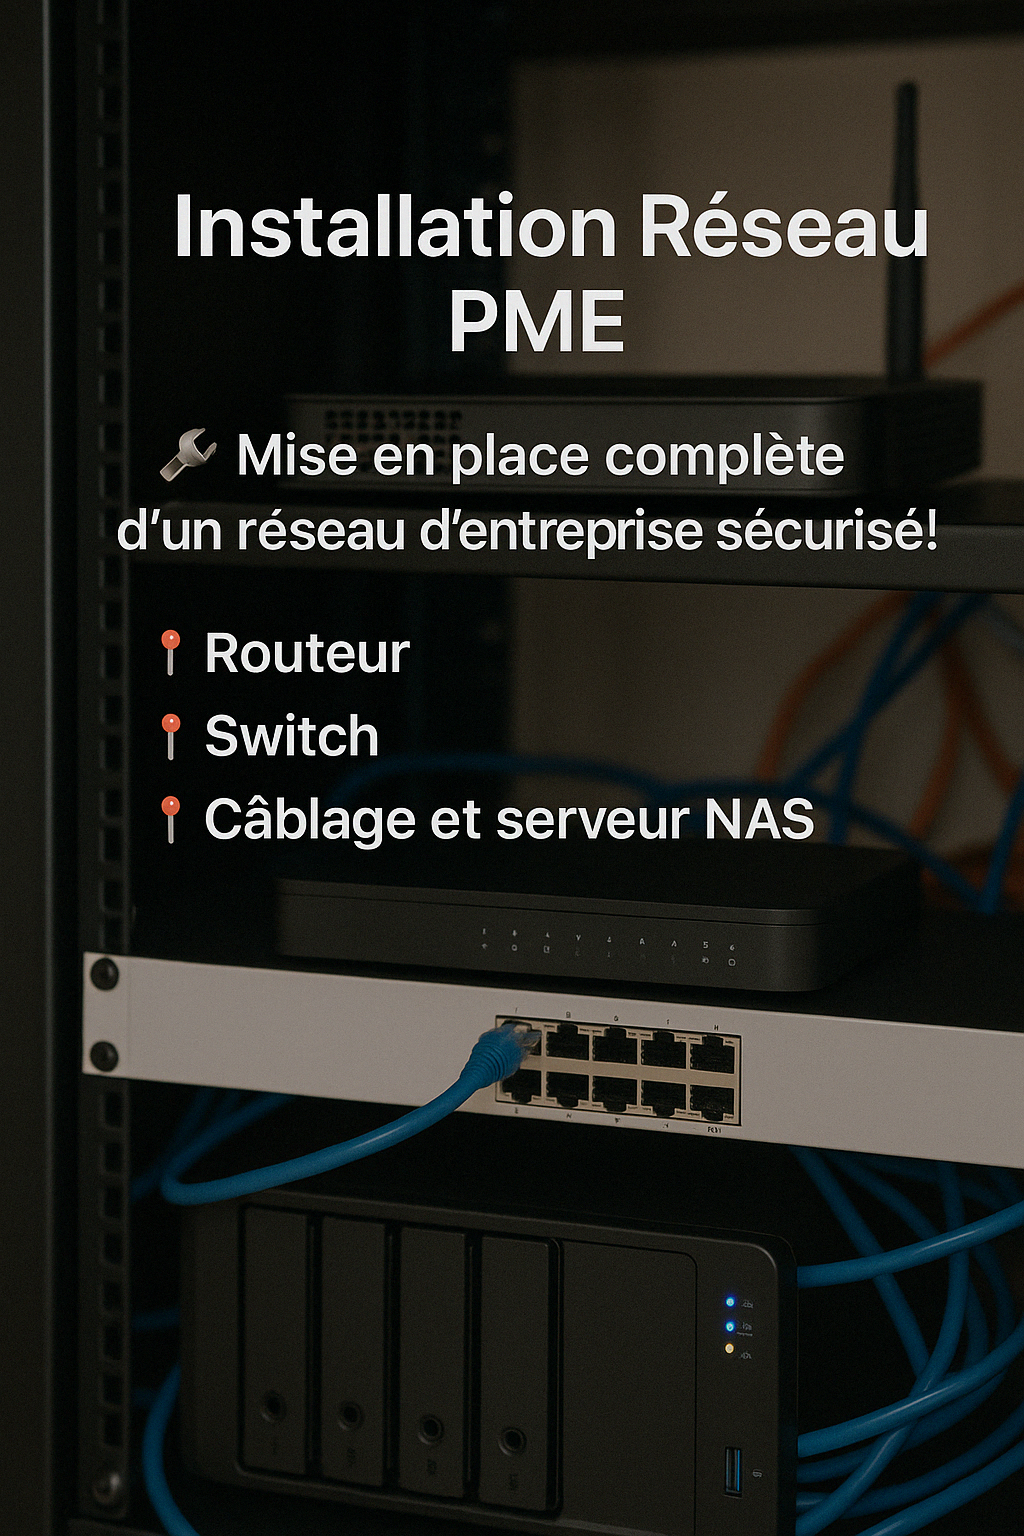 Installation Réseau
PME
🔧 Mise en place complète
d’un réseau d’entreprise sécurisé!
📍 Routeur
📍 Switch
📍 Câblage et serveur NAS